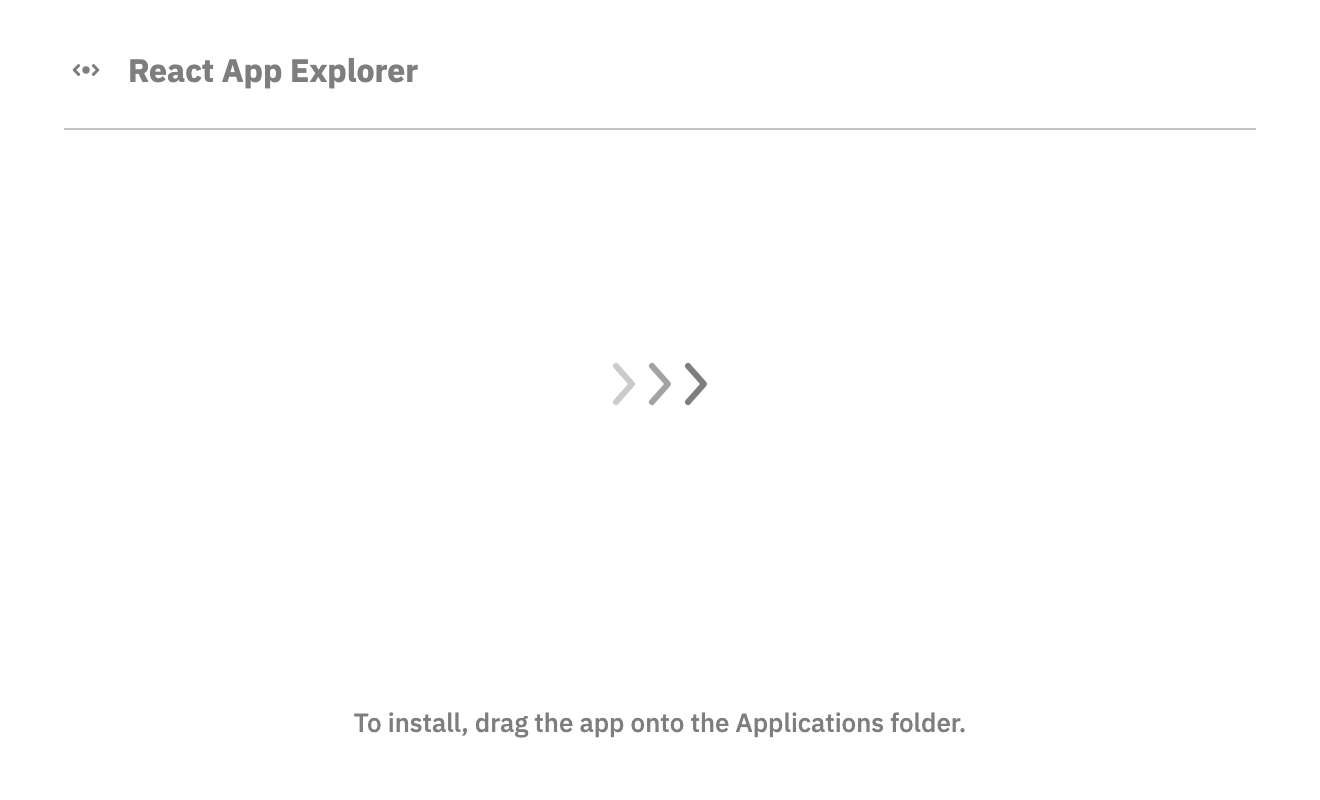 React App Explorer
To install, drag the app onto the Applications folder.